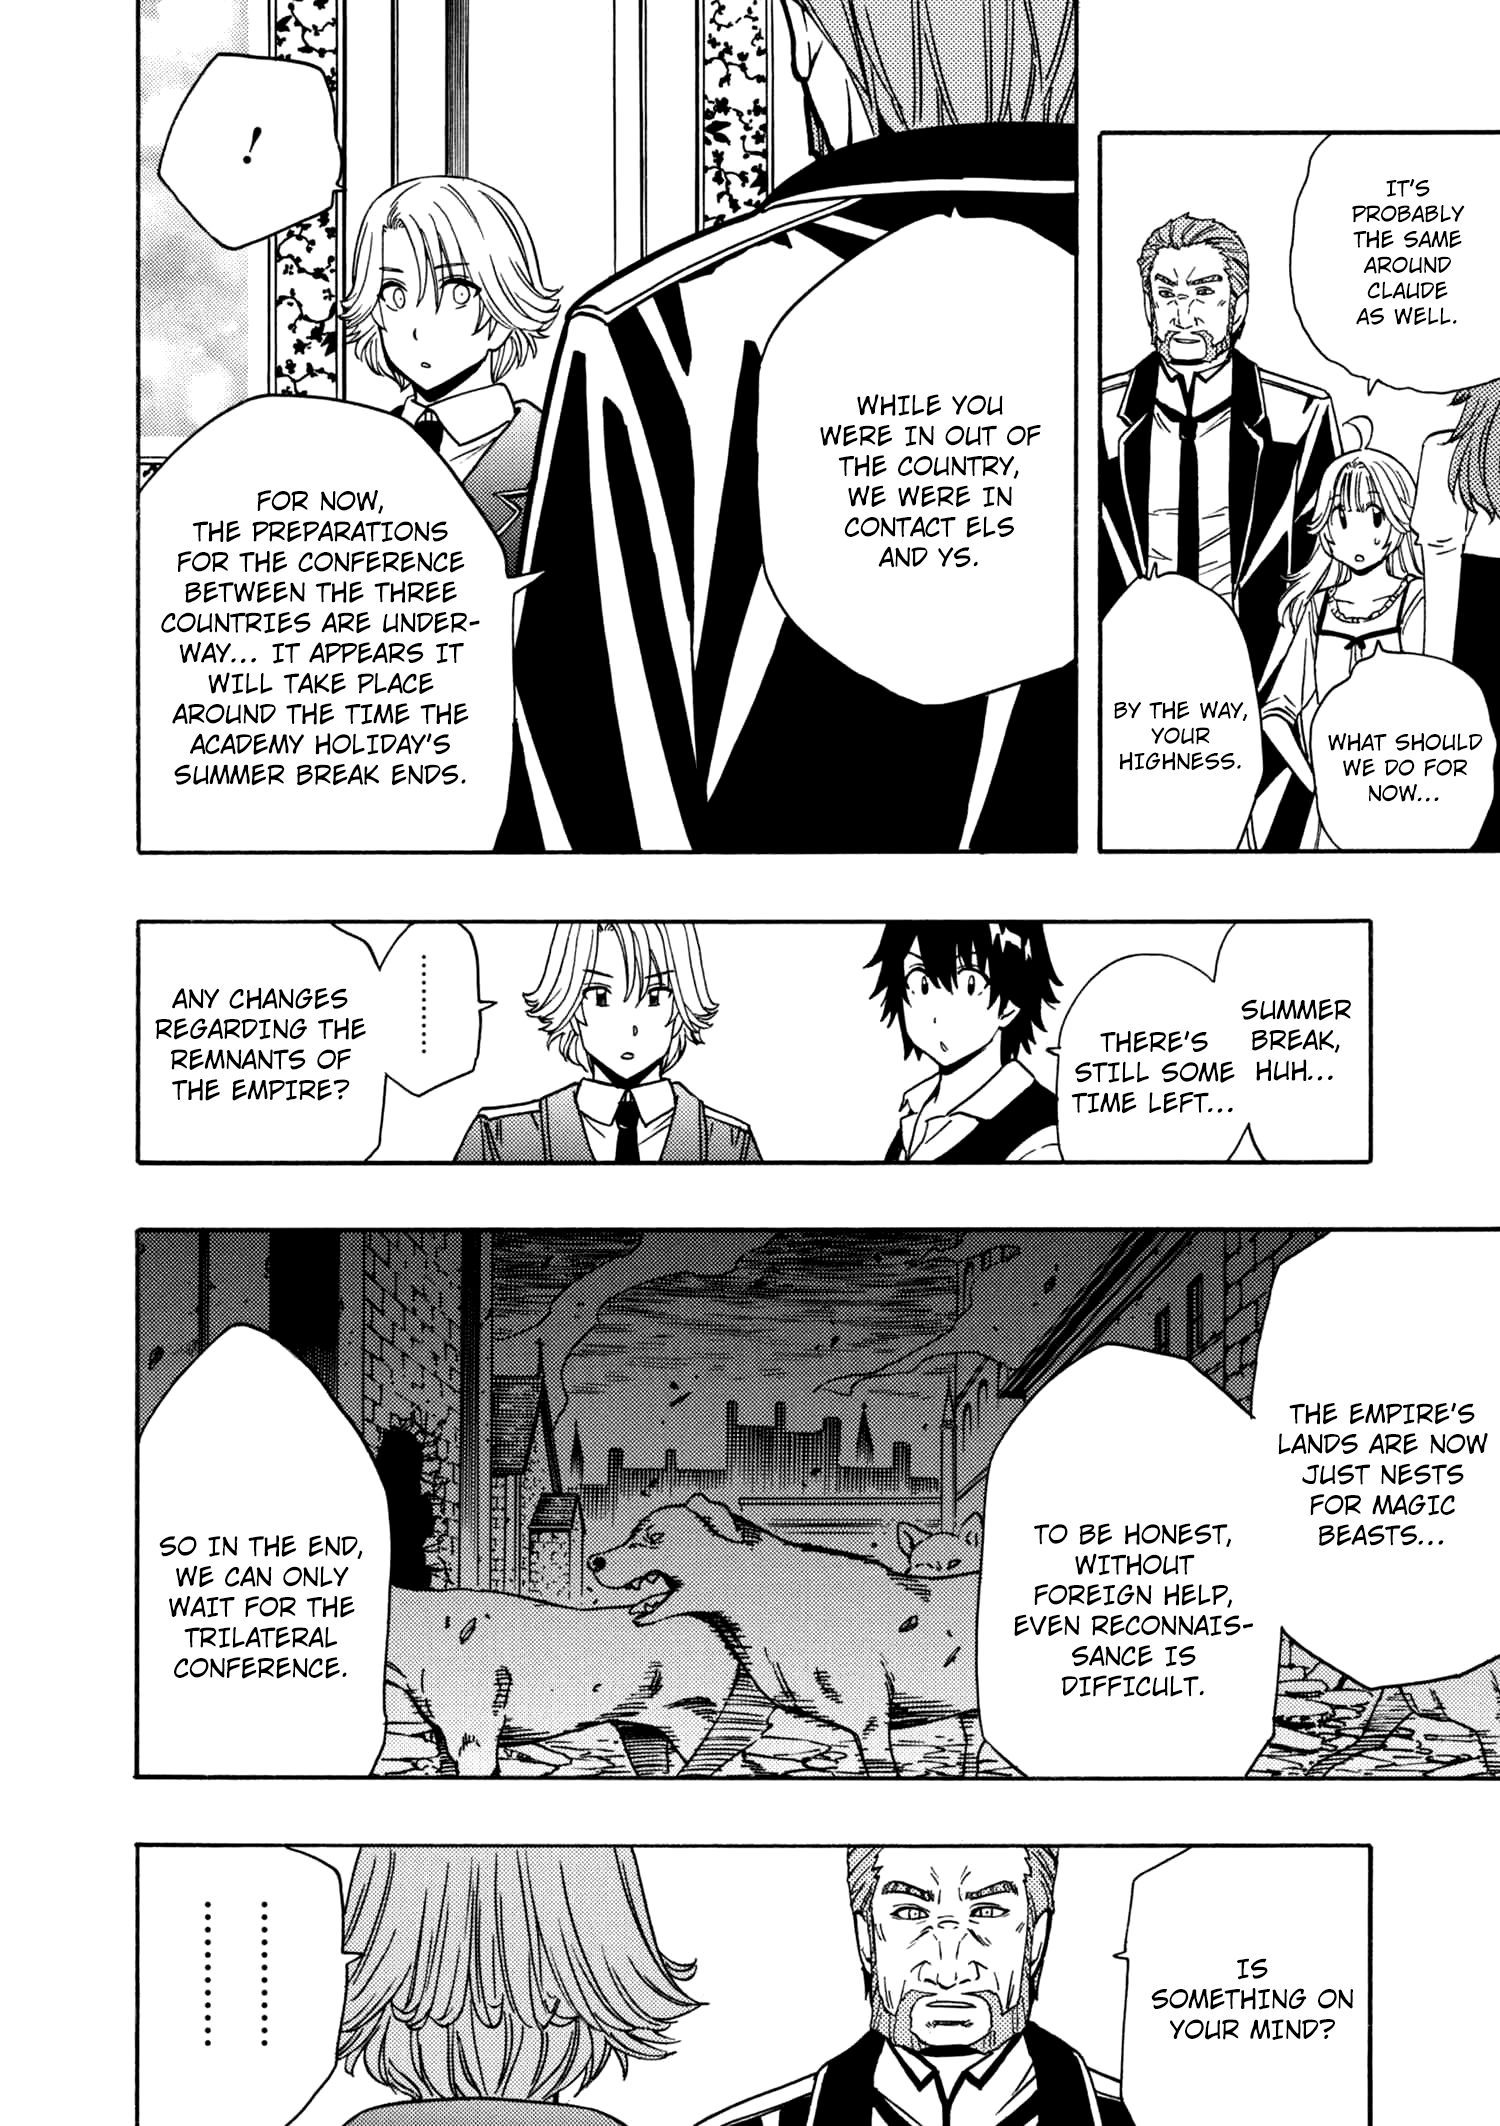 IT'S
PROBABLY
THE SAME
AROUND
CLAUDE
AS WELL.
WHAT SHOULD
WE DO FOR
NOW...
BY THE WAY,
YOUR
HIGHNESS.
WHILE YOU
WERE IN OUT OF
THE COUNTRY,
WE WERE IN
CONTACT ELS
AND YS.
!
FOR NOW,
THE PREPARATIONS
FOR THE CONFERENCE
BETWEEN THE THREE
COUNTRIES ARE UNDER-
WAY... IT APPEARS IT
WILL TAKE PLACE
AROUND THE TIME THE
ACADEMY HOLIDAY'S
SUMMER BREAK ENDS.
SUMMER
BREAK,
HUH...
THERE'S
STILL SOME
TIME LEFT...
.........
ANY CHANGES
REGARDING THE
REMNANTS OF
THE EMPIRE?
THE EMPIRE'S
LANDS ARE NOW
JUST NESTS
FOR MAGIC
BEASTS...
TO BE HONEST,
WITHOUT
FOREIGN HELP,
EVEN RECONNAIS-
SANCE IS
DIFFICULT.
SO IN THE END,
WE CAN ONLY
WAIT FOR THE
TRILATERAL
CONFERENCE.
IS
SOMETHING ON
YOUR MIND?
............
............